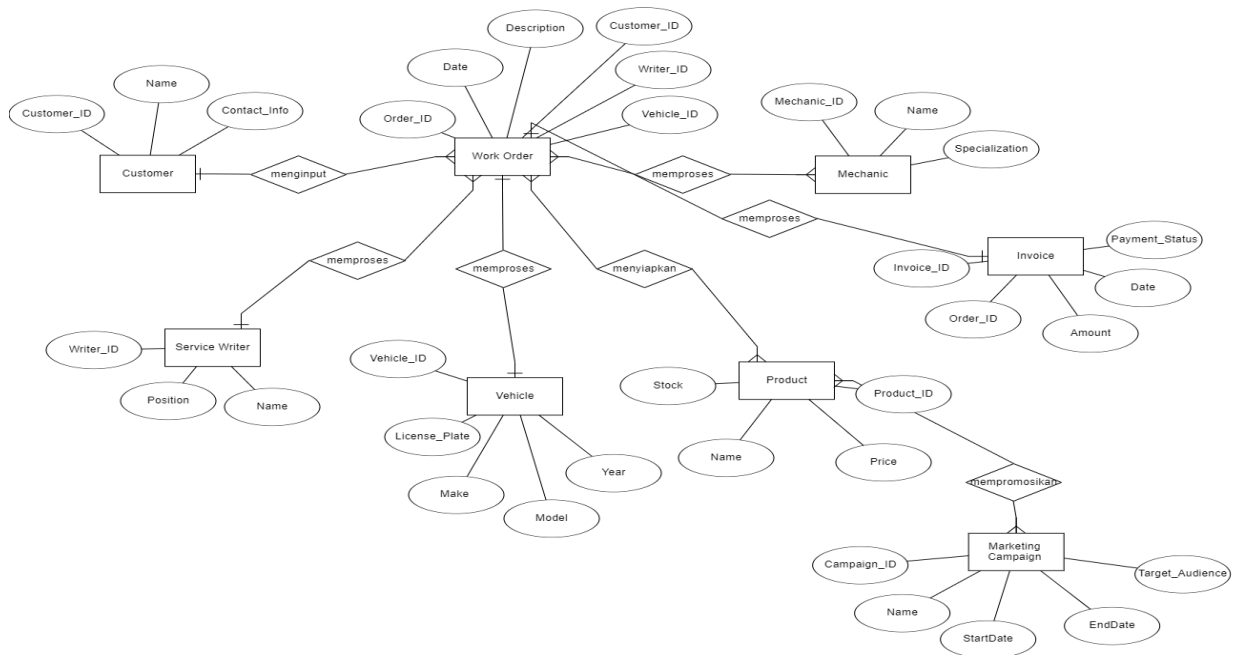 Customer_ID
Description
Name
Writer_ID
Date
Customer_ID
Contact_Info
Mechanic_ID
Name
Vehicle_ID
Order_ID
Specialization
Work Order
Customer
menginput
memproses
Mechanic
memproses
Payment_Status
Invoice
memproses
memproses
menyiapkan
Invoice_ID
Date
Order_ID
Amount
Service Writer
Writer_ID
Vehicle_ID
Product
Stock
Product_ID
Position
Vehicle
Name
License_Plate
Name
Price
Year
mempromosikan
Make
Model
Marketing
Campaign
Campaign_ID
Target_Audience
Name
EndDate
StartDate